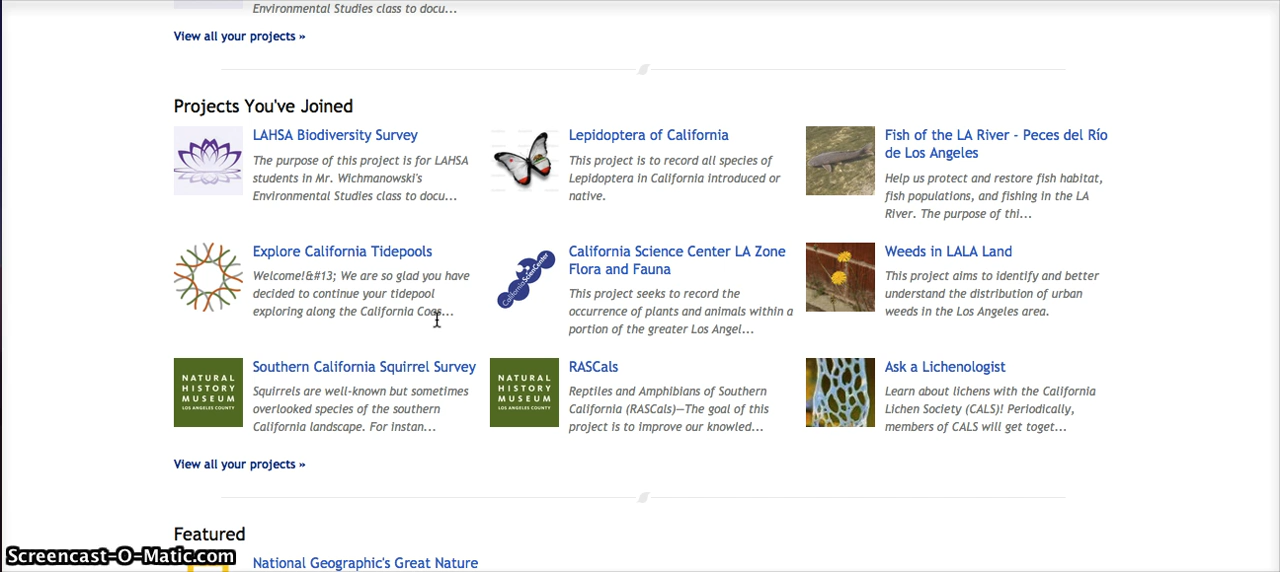 Environmental Studies class to docu...
View all your projects »
Projects You've Joined
LAHSA Biodiversity Survey
The purpose of this project is for LAHSA
students in Mr. Wichmanowski's
Environmental Studies class to docu...
Lepidoptera of California
This project is to record all species of
Lepidoptera in California introduced or
native.
Fish of the LA River - Peces del Río
de Los Angeles
Help us protect and restore fish habitat,
fish populations, and fishing in the LA
River. The purpose of thi...
Explore California Tidepools
Welcome!&#13; We are so glad you have
decided to continue your tidepool
exploring along the California Coas...
CaliforniaScienCenter
California Science Center LA Zone
Flora and Fauna
This project seeks to record the
occurrence of plants and animals within a
portion of the greater Los Angel...
Weeds in LALA Land
This project aims to identify and better
understand the distribution of urban
weeds in the Los Angeles area.
NATURAL
HISTORY
MUSEUM
LOS ANGELES COUNTY
Southern California Squirrel Survey
Squirrels are well-known but sometimes
overlooked species of the southern
California landscape. For instan...
NATURAL
HISTORY
MUSEUM
LOS ANGELES COUNTY
RASCals
Reptiles and Amphibians of Southern
California (RASCals)—The goal of this
project is to improve our knowled...
Ask a Lichenologist
Learn about lichens with the California
Lichen Society (CALS)! Periodically,
members of CALS will get toget...
View all your projects »
Featured
National Geographic's Great Nature
Screencast-O-Matic.com